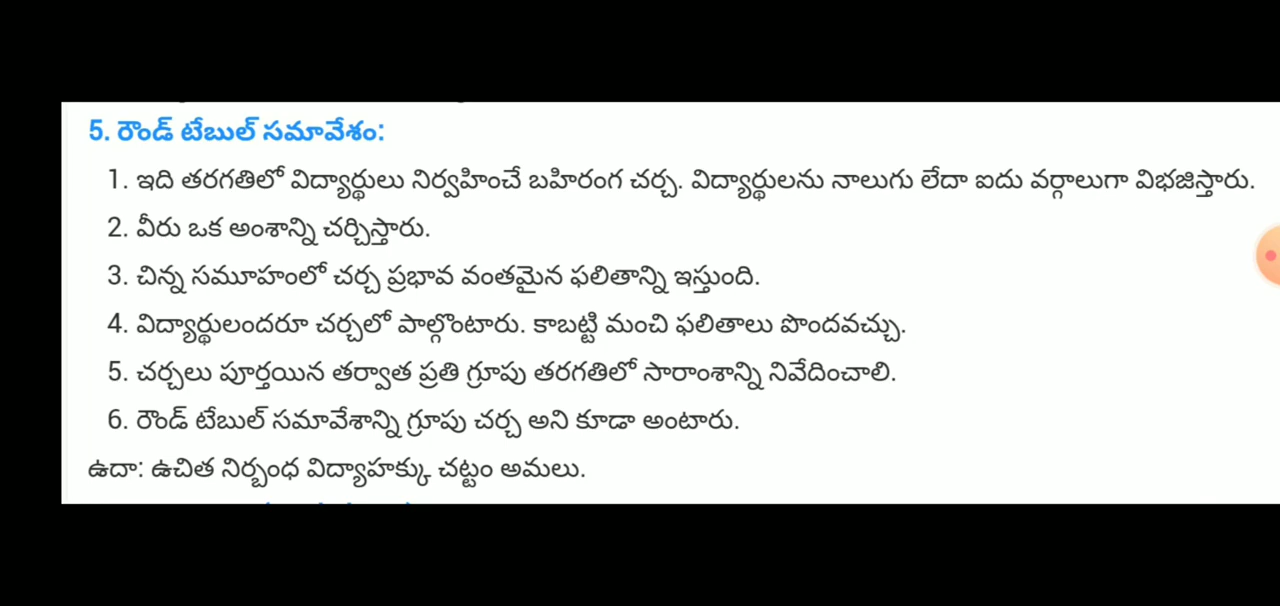 5. రౌండ్ టేబుల్ సమావేశం:
1. ఇది తరగతిలో విద్యార్థులు నిర్వహించే బహిరంగ చర్చ. విద్యార్థులను నాలుగు లేదా ఐదు వర్గాలుగా విభజిస్తారు.
2. వీరు ఒక అంశాన్ని చర్చిస్తారు.
3. చిన్న సమూహంలో చర్చ ప్రభావ వంతమైన ఫలితాన్ని ఇస్తుంది.
4. విద్యార్థులందరూ చర్చలో పాల్గొంటారు. కాబట్టి మంచి ఫలితాలు పొందవచ్చు.
5. చర్చలు పూర్తయిన తర్వాత ప్రతి గ్రూపు తరగతిలో సారాంశాన్ని నివేదించాలి.
6. రౌండ్ టేబుల్ సమావేశాన్ని గ్రూపు చర్చ అని కూడా అంటారు.
ఉదా: ఉచిత నిర్బంధ విద్యాహక్కు చట్టం అమలు.